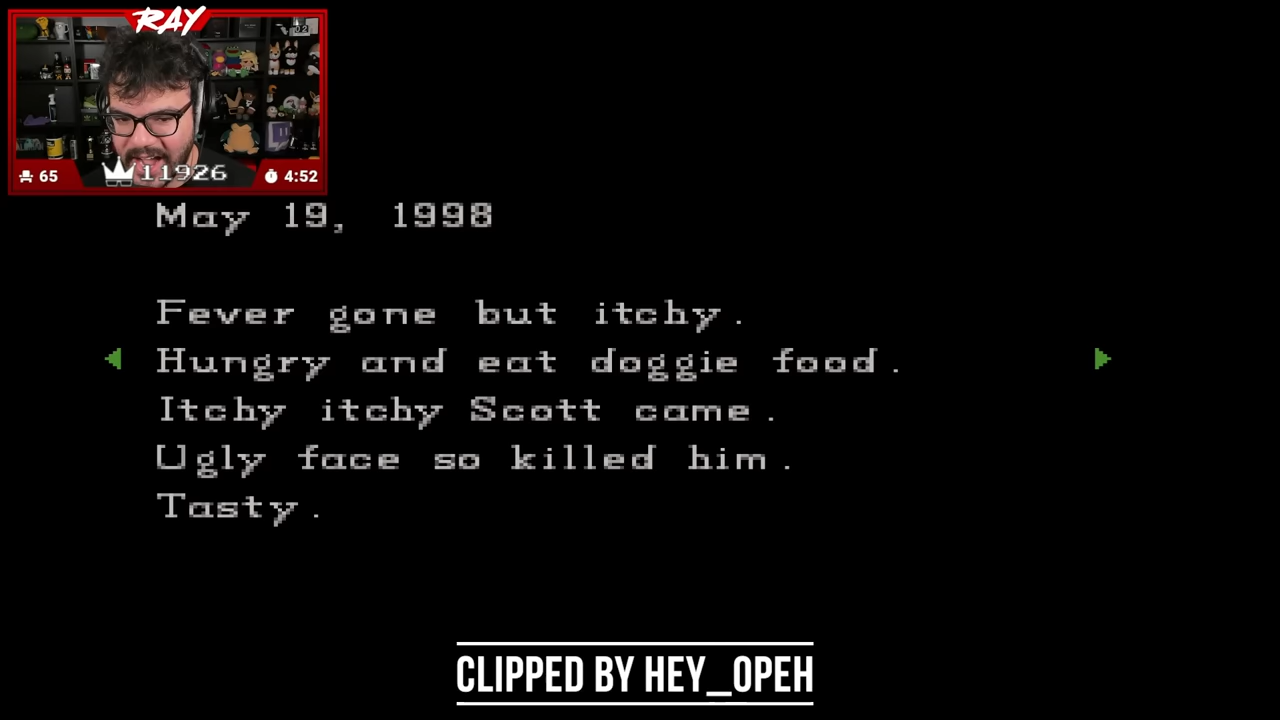 RAY
65
11926
4:52
May 19, 1998
Fever gone but itchy.
Hungry and eat doggie food.
Itchy itchy Scott came.
Ugly face so killed him.
Tasty.
CLIPPED BY HEY_OPEH